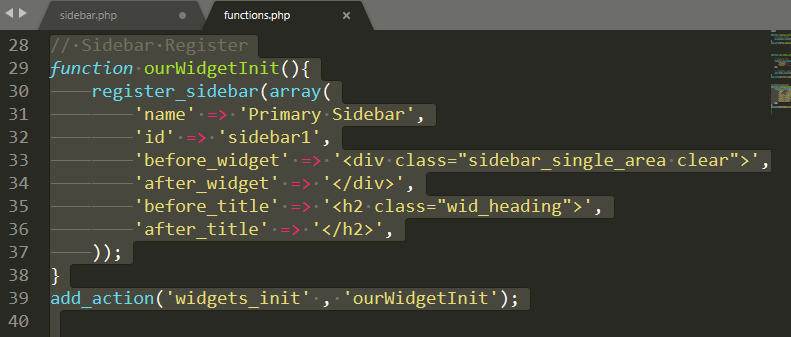 sidebar.php functions.php
28 // Sidebar Register
29 function ourWidgetInit(){
30 register_sidebar(array(
31 'name' => 'Primary Sidebar',
32 'id' => 'sidebar1',
33 'before_widget' => '<div class="sidebar_single_area clear">',
34 'after_widget' => '</div>',
35 'before_title' => '<h2 class="wid_heading">',
36 'after_title' => '</h2>',
37 ));
38 }
39 add_action('widgets_init' , 'ourWidgetInit');
40